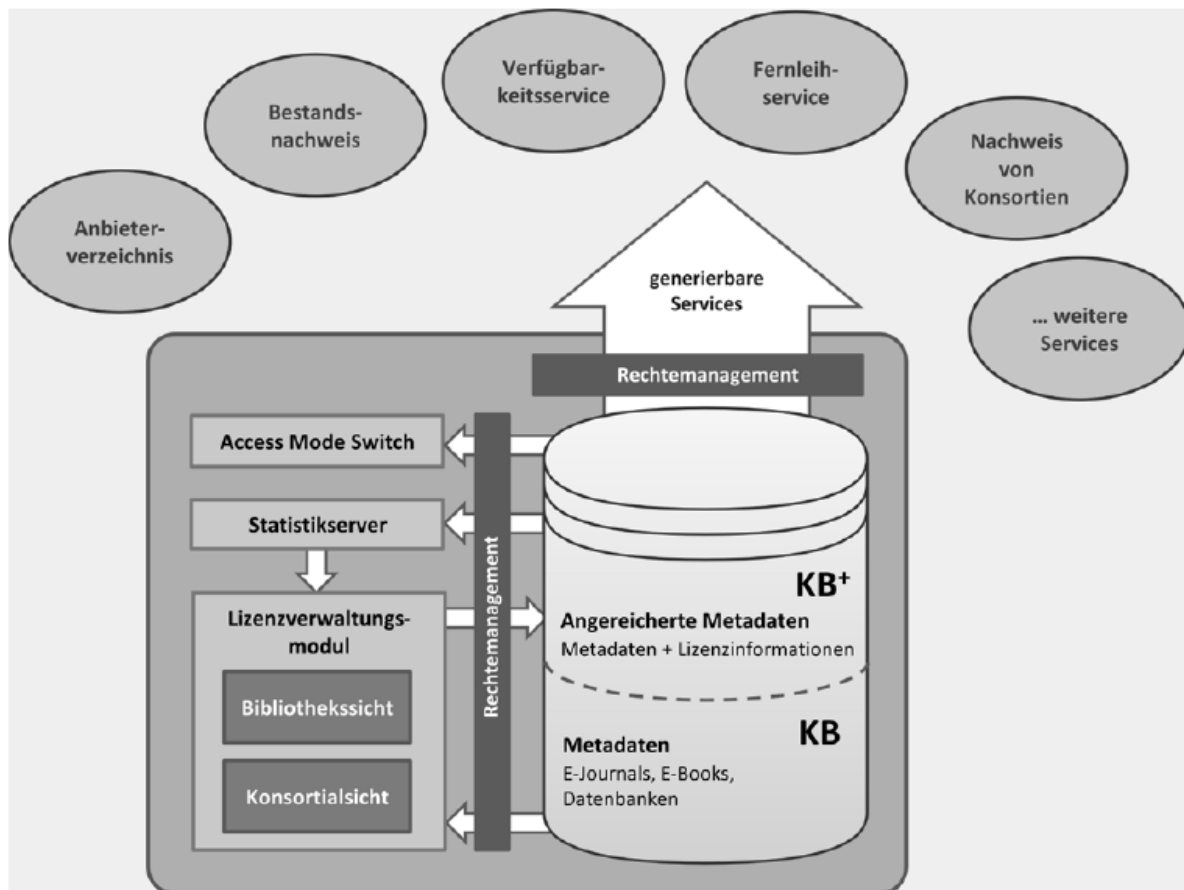 Verfügbar-
keitsservice
Fernleih-
service
Bestands-
nachweis
Nachweis
von
Konsortien
Anbieter-
verzeichnis
generierbare
Services
... weitere
Services
Rechtemanagement
Access Mode Switch
Statistikserver
Rechtemanagement
Lizenzverwaltungs-
modul
Bibliothekssicht
Konsortialsicht
KB+
Angereicherte Metadaten
Metadaten + Lizenzinformationen
KB
Metadaten
E-Journals, E-Books,
Datenbanken